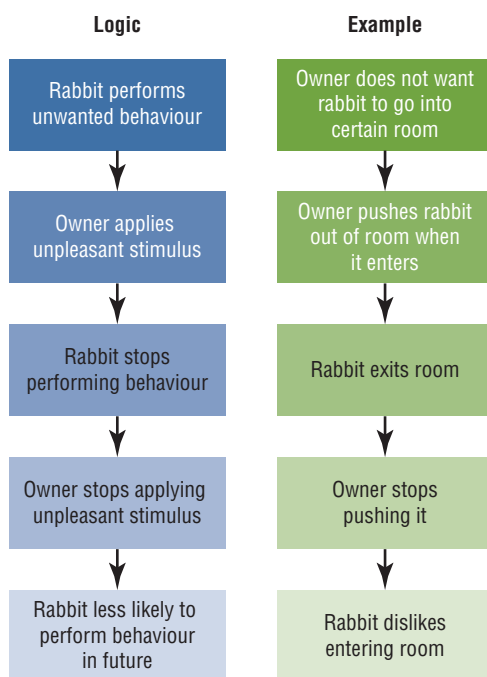 Logic
Rabbit performs
unwanted behaviour
Owner applies
unpleasant stimulus
Rabbit stops
performing behaviour
Owner stops applying
unpleasant stimulus
Rabbit less likely to
perform behaviour
in future
Example
Owner does not want
rabbit to go into
certain room
Owner pushes rabbit
out of room when
it enters
Rabbit exits room
Owner stops
pushing it
Rabbit dislikes
entering room